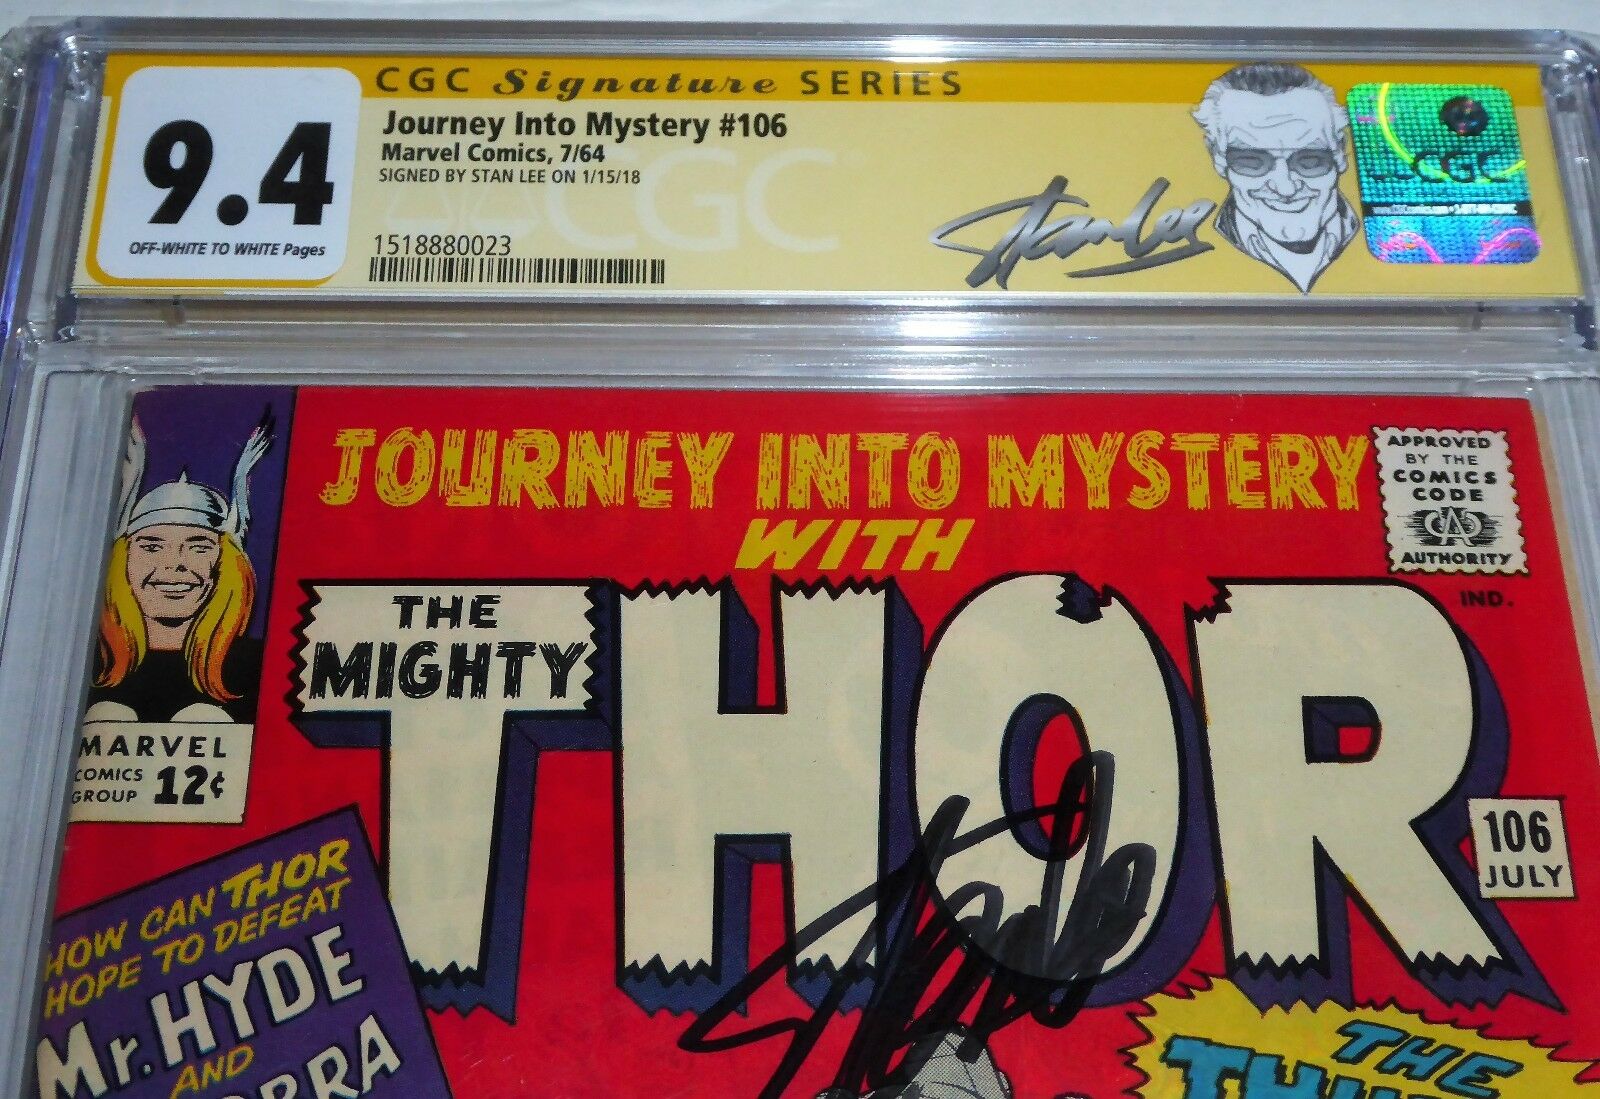 CGC Signature SERIES
9.4
OFF-WHITE TO WHITE Pages
Journey Into Mystery #106
Marvel Comics, 7/64
SIGNED BY STAN LEE ON 1/15/18
CGC
1518880023
Stan Lee
CGC
JOURNEY INTO MYSTERY
WITH
THE
MIGHTY
THOR
APPROVED
BY THE
COMICS
CODE
AUTHORITY
IND.
MARVEL
COMICS
GROUP 12¢
106
JULY
HOW CAN THOR
HOPE TO DEFEAT
Mr. HYDE
AND
Stan Lee
THE